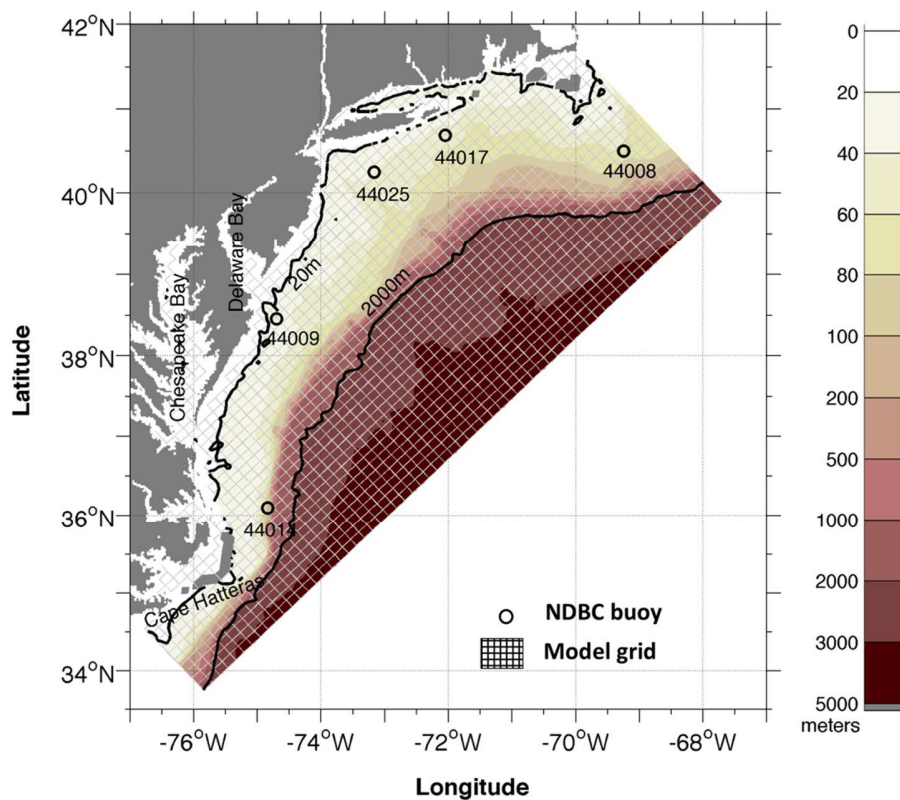 42°N
40°N
38°N
36°N
34°N
Latitude
-76°W
-74°W
-72°W
-70°W
-68°W
Longitude
44017
44008
44025
Delaware Bay
20m
2000m
Chesapeake Bay
44009
44014
Cape Hatteras
NDBC buoy
Model grid
0
20
40
60
80
100
200
500
1000
2000
3000
5000
meters